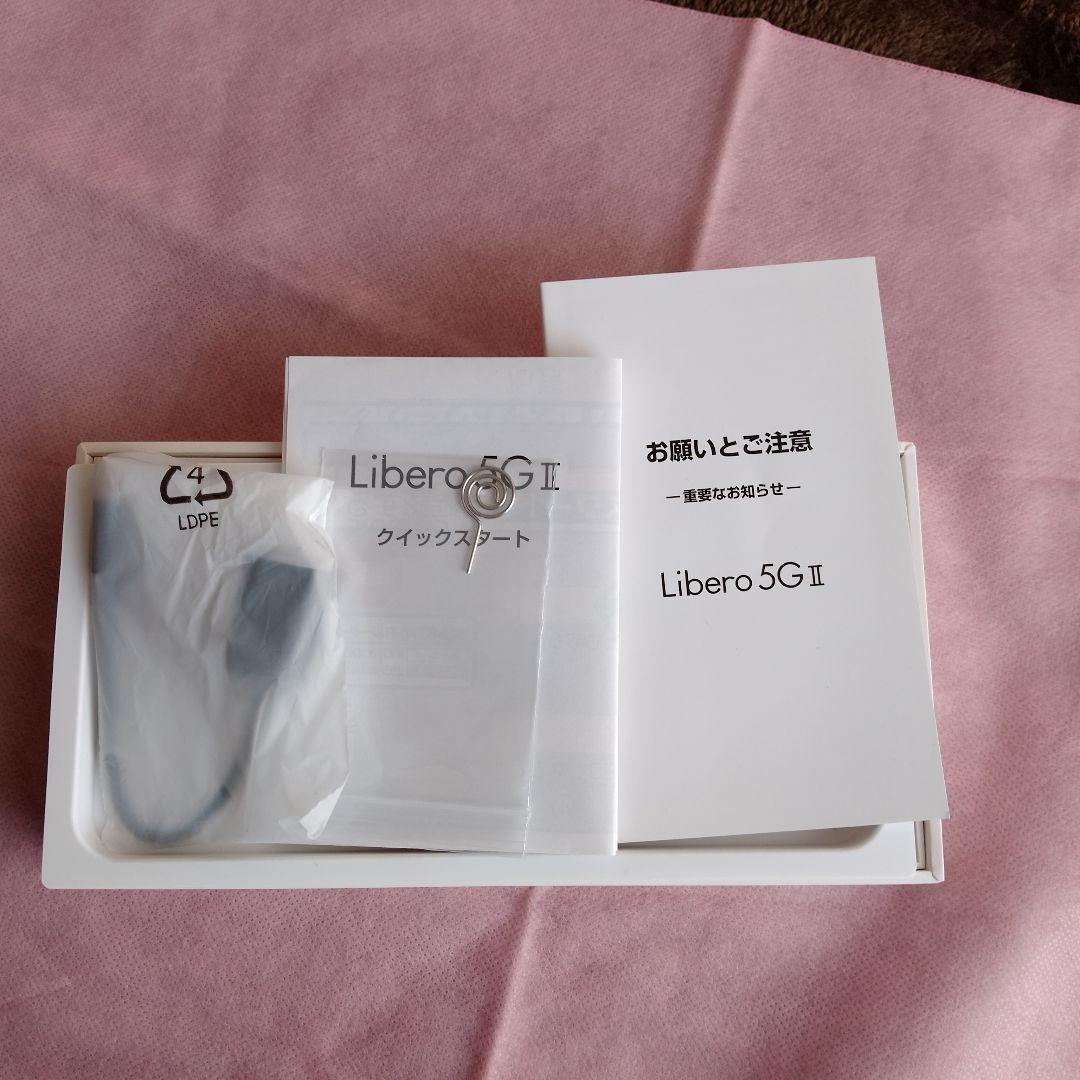 4
LDPE
Libero 5G II
クイックスタート
お願いとご注意
ー重要なお知らせー
Libero 5G II